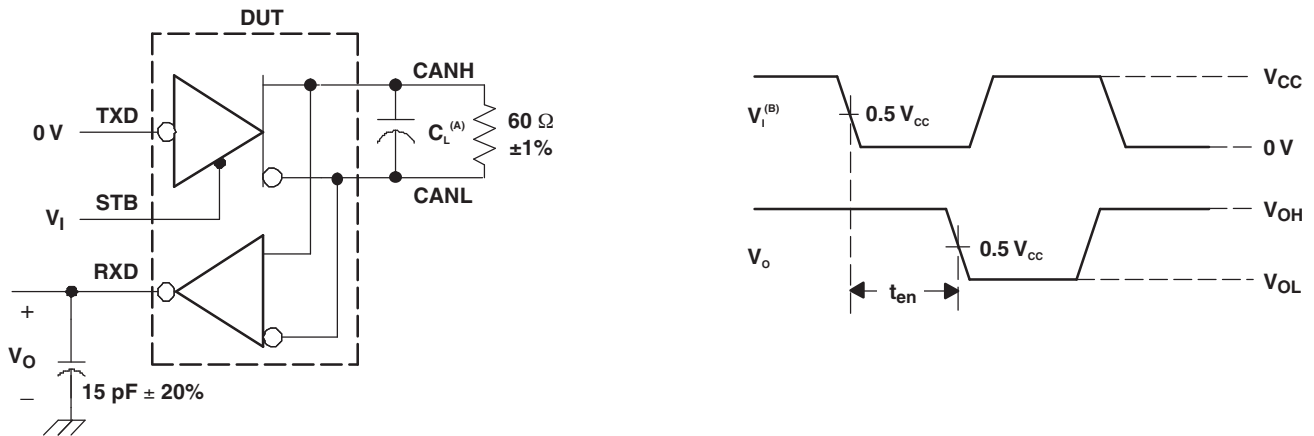 DUT
CANH
TXD
0 V
C_L^(A)
60 Ω
±1%
STB
CANL
V_I
RXD
+
V_O
–
15 pF ± 20%
V_CC
V_I^(B)
0.5 V_CC
0 V
V_OH
V_O
0.5 V_CC
t_en
V_OL